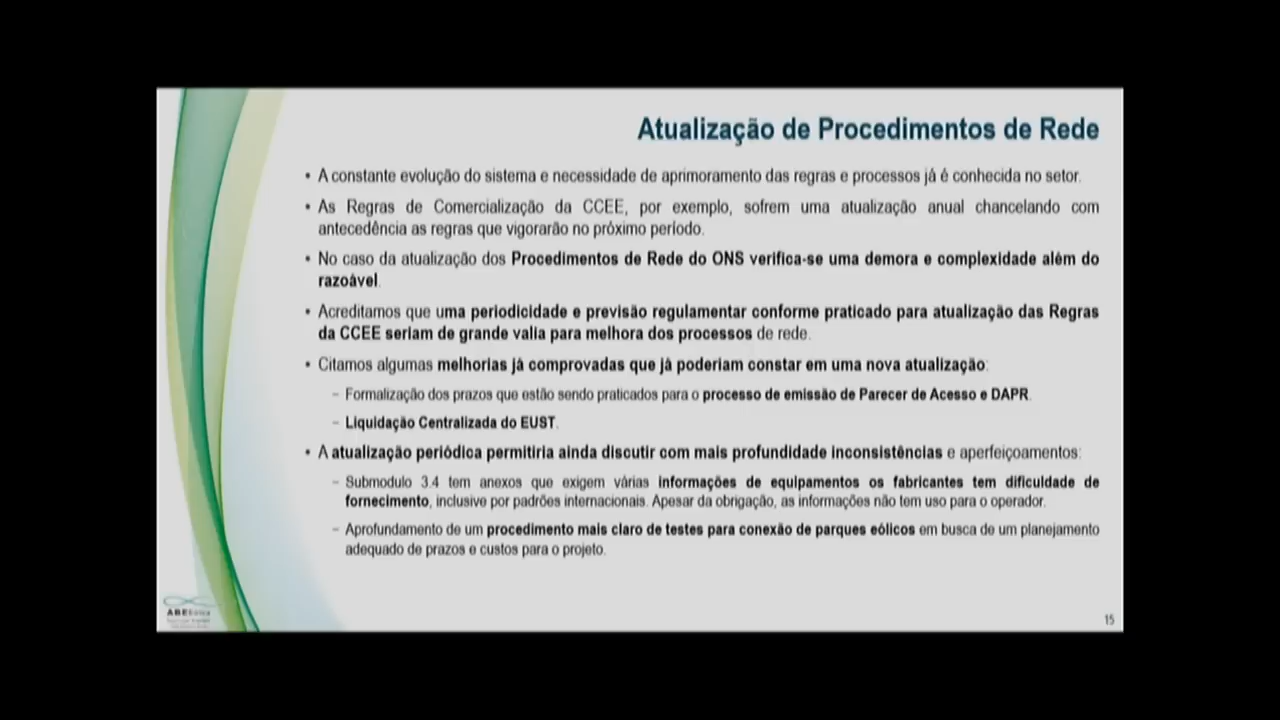 Atualização de Procedimentos de Rede
• A constante evolução do sistema e necessidade de aprimoramento das regras e processos já é conhecida no setor.
• As Regras de Comercialização da CCEE, por exemplo, sofrem uma atualização anual chancelando com
antecedência as regras que vigorarão no próximo período.
• No caso da atualização dos Procedimentos de Rede do ONS verifica-se uma demora e complexidade além do
razoável.
• Acreditamos que uma periodicidade e previsão regulamentar conforme praticado para atualização das Regras
da CCEE seriam de grande valia para melhora dos processos de rede.
• Citamos algumas melhorias já comprovadas que já poderiam constar em uma nova atualização:
– Formalização dos prazos que estão sendo praticados para o processo de emissão de Parecer de Acesso e DAPR.
– Liquidação Centralizada do EUST.
• A atualização periódica permitiria ainda discutir com mais profundidade inconsistências e aperfeiçoamentos:
– Submodulo 3.4 tem anexos que exigem várias informações de equipamentos os fabricantes tem dificuldade de
fornecimento, inclusive por padrões internacionais. Apesar da obrigação, as informações não tem uso para o operador.
– Aprofundamento de um procedimento mais claro de testes para conexão de parques eólicos em busca de um planejamento
adequado de prazos e custos para o projeto.
ABEEólica
15